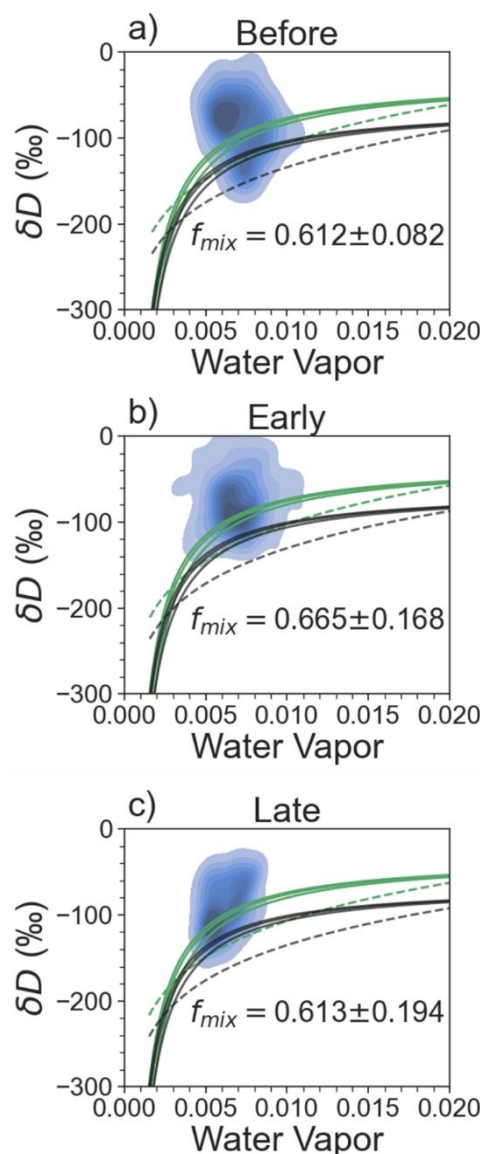 a) Before
0
−100
−200
−300
δD (‰)
f_mix = 0.612±0.082
0.000 0.005 0.010 0.015 0.020
Water Vapor
b) Early
0
−100
−200
−300
δD (‰)
f_mix = 0.665±0.168
0.000 0.005 0.010 0.015 0.020
Water Vapor
c) Late
0
−100
−200
−300
δD (‰)
f_mix = 0.613±0.194
0.000 0.005 0.010 0.015 0.020
Water Vapor